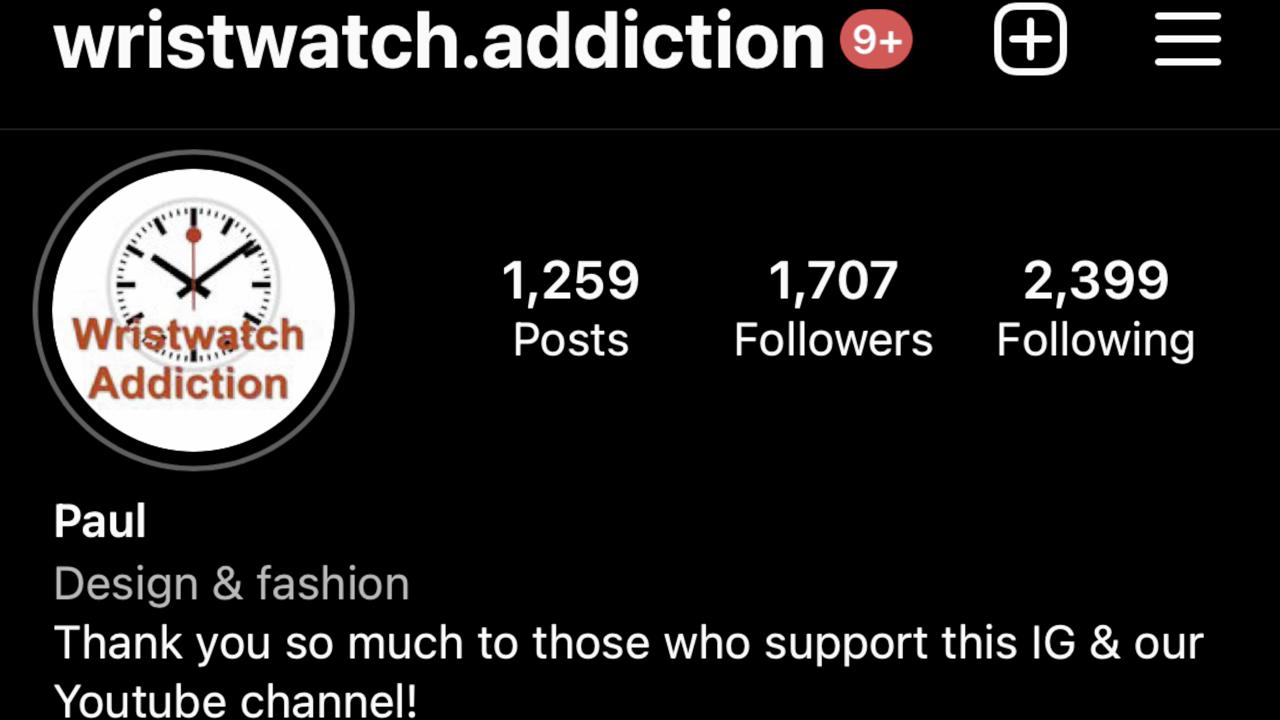 wristwatch.addiction 9+
Wristwatch
Addiction
1,259 1,707 2,399
Posts Followers Following
Paul
Design & fashion
Thank you so much to those who support this IG & our
Youtube channel!